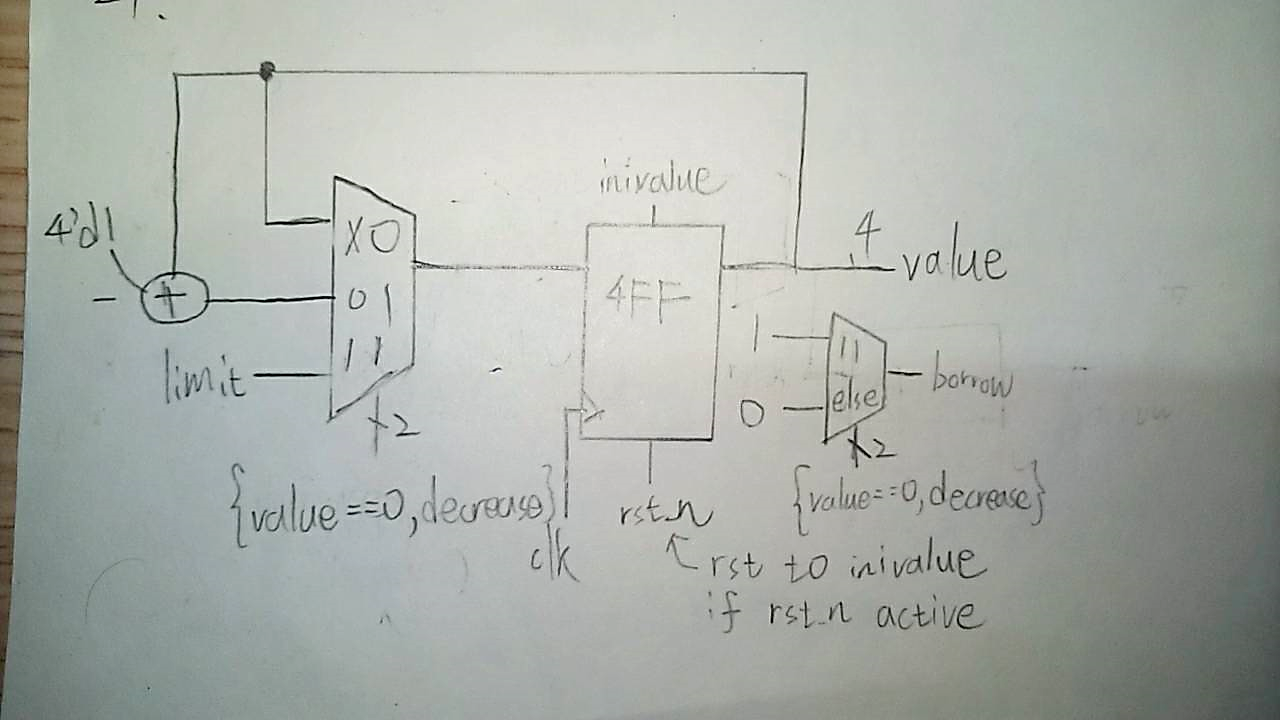 inivalue
4'd1
X0
4
value
-
+
01
4FF
1
11
limit
11
borrow
0
else
2
2
{value==0,decrease}
rst_n
{value==0,decrease}
clk
rst to inivalue
if rst_n active